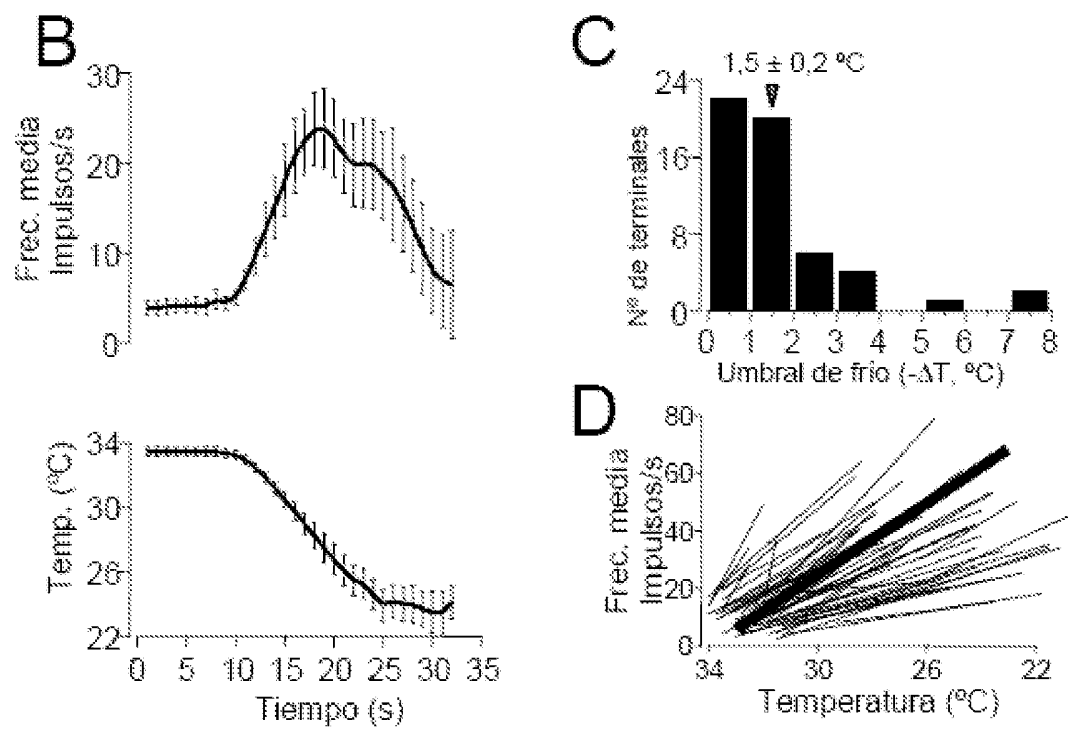 B
30
20
10
0
Frec. media
Impulsos/s
34
30
26
22
Temp. (ºC)
0 5 10 15 20 25 30 35
Tiempo (s)
C
1,5 ± 0,2 ºC
24
16
8
0
Nº de terminales
0 1 2 3 4 5 6 7 8
Umbral de frío (-ΔT, ºC)
D
80
60
40
20
0
Frec. media
Impulsos/s
34 30 26 22
Temperatura (ºC)